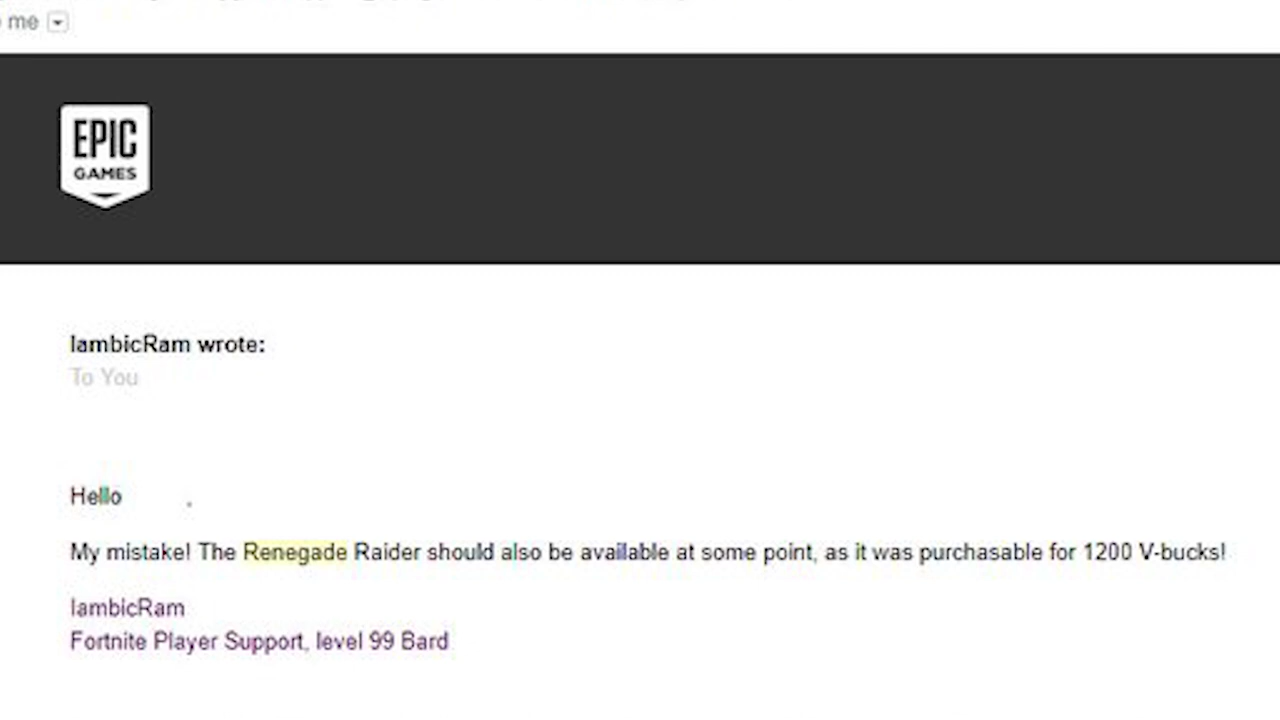 me
EPIC
GAMES
IambicRam wrote:
To You
Hello .
My mistake! The Renegade Raider should also be available at some point, as it was purchasable for 1200 V-bucks!
IambicRam
Fortnite Player Support, level 99 Bard